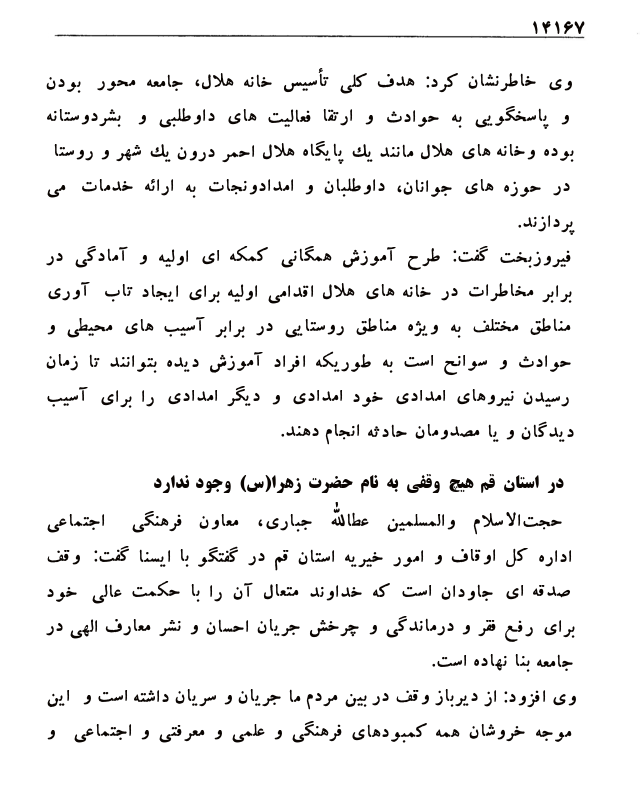 ۱۴۱۶۷
وی خاطرنشان کرد: هدف کلی تأسیس خانه هلال، جامعه محور بودن
و پاسخگویی به حوادث و ارتقا فعالیت های داوطلبی و بشردوستانه
بوده وخانه های هلال مانند یك پایگاه هلال احمر درون یك شهر و روستا
در حوزه های جوانان، داوطلبان و امدادونجات به ارائه خدمات می
پردازند.
فیروزبخت گفت: طرح آموزش همگانی کمکه ای اولیه و آمادگی در
برابر مخاطرات در خانه های هلال اقدامی اولیه برای ایجاد تاب آوری
مناطق مختلف به ویژه مناطق روستایی در برابر آسیب های محیطی و
حوادث و سوانح است به طوریکه افراد آموزش دیده بتوانند تا زمان
رسیدن نیروهای امدادی خود امدادی و دیگر امدادی را برای آسیب
دیدگان و یا مصدومان حادثه انجام دهند.
در استان قم هیچ وقفی به نام حضرت زهرا(س) وجود ندارد
حجت‌الاسلام والمسلمین عطاالله جباری، معاون فرهنگی اجتماعی
اداره کل اوقاف و امور خیریه استان قم در گفتگو با ایسنا گفت: وقف
صدقه ای جاودان است که خداوند متعال آن را با حکمت عالی خود
برای رفع فقر و درماندگی و چرخش جریان احسان و نشر معارف الهی در
جامعه بنا نهاده است.
وی افزود: از دیرباز وقف در بین مردم ما جریان و سریان داشته است و این
موجه خروشان همه کمبودهای فرهنگی و علمی و معرفتی و اجتماعی و